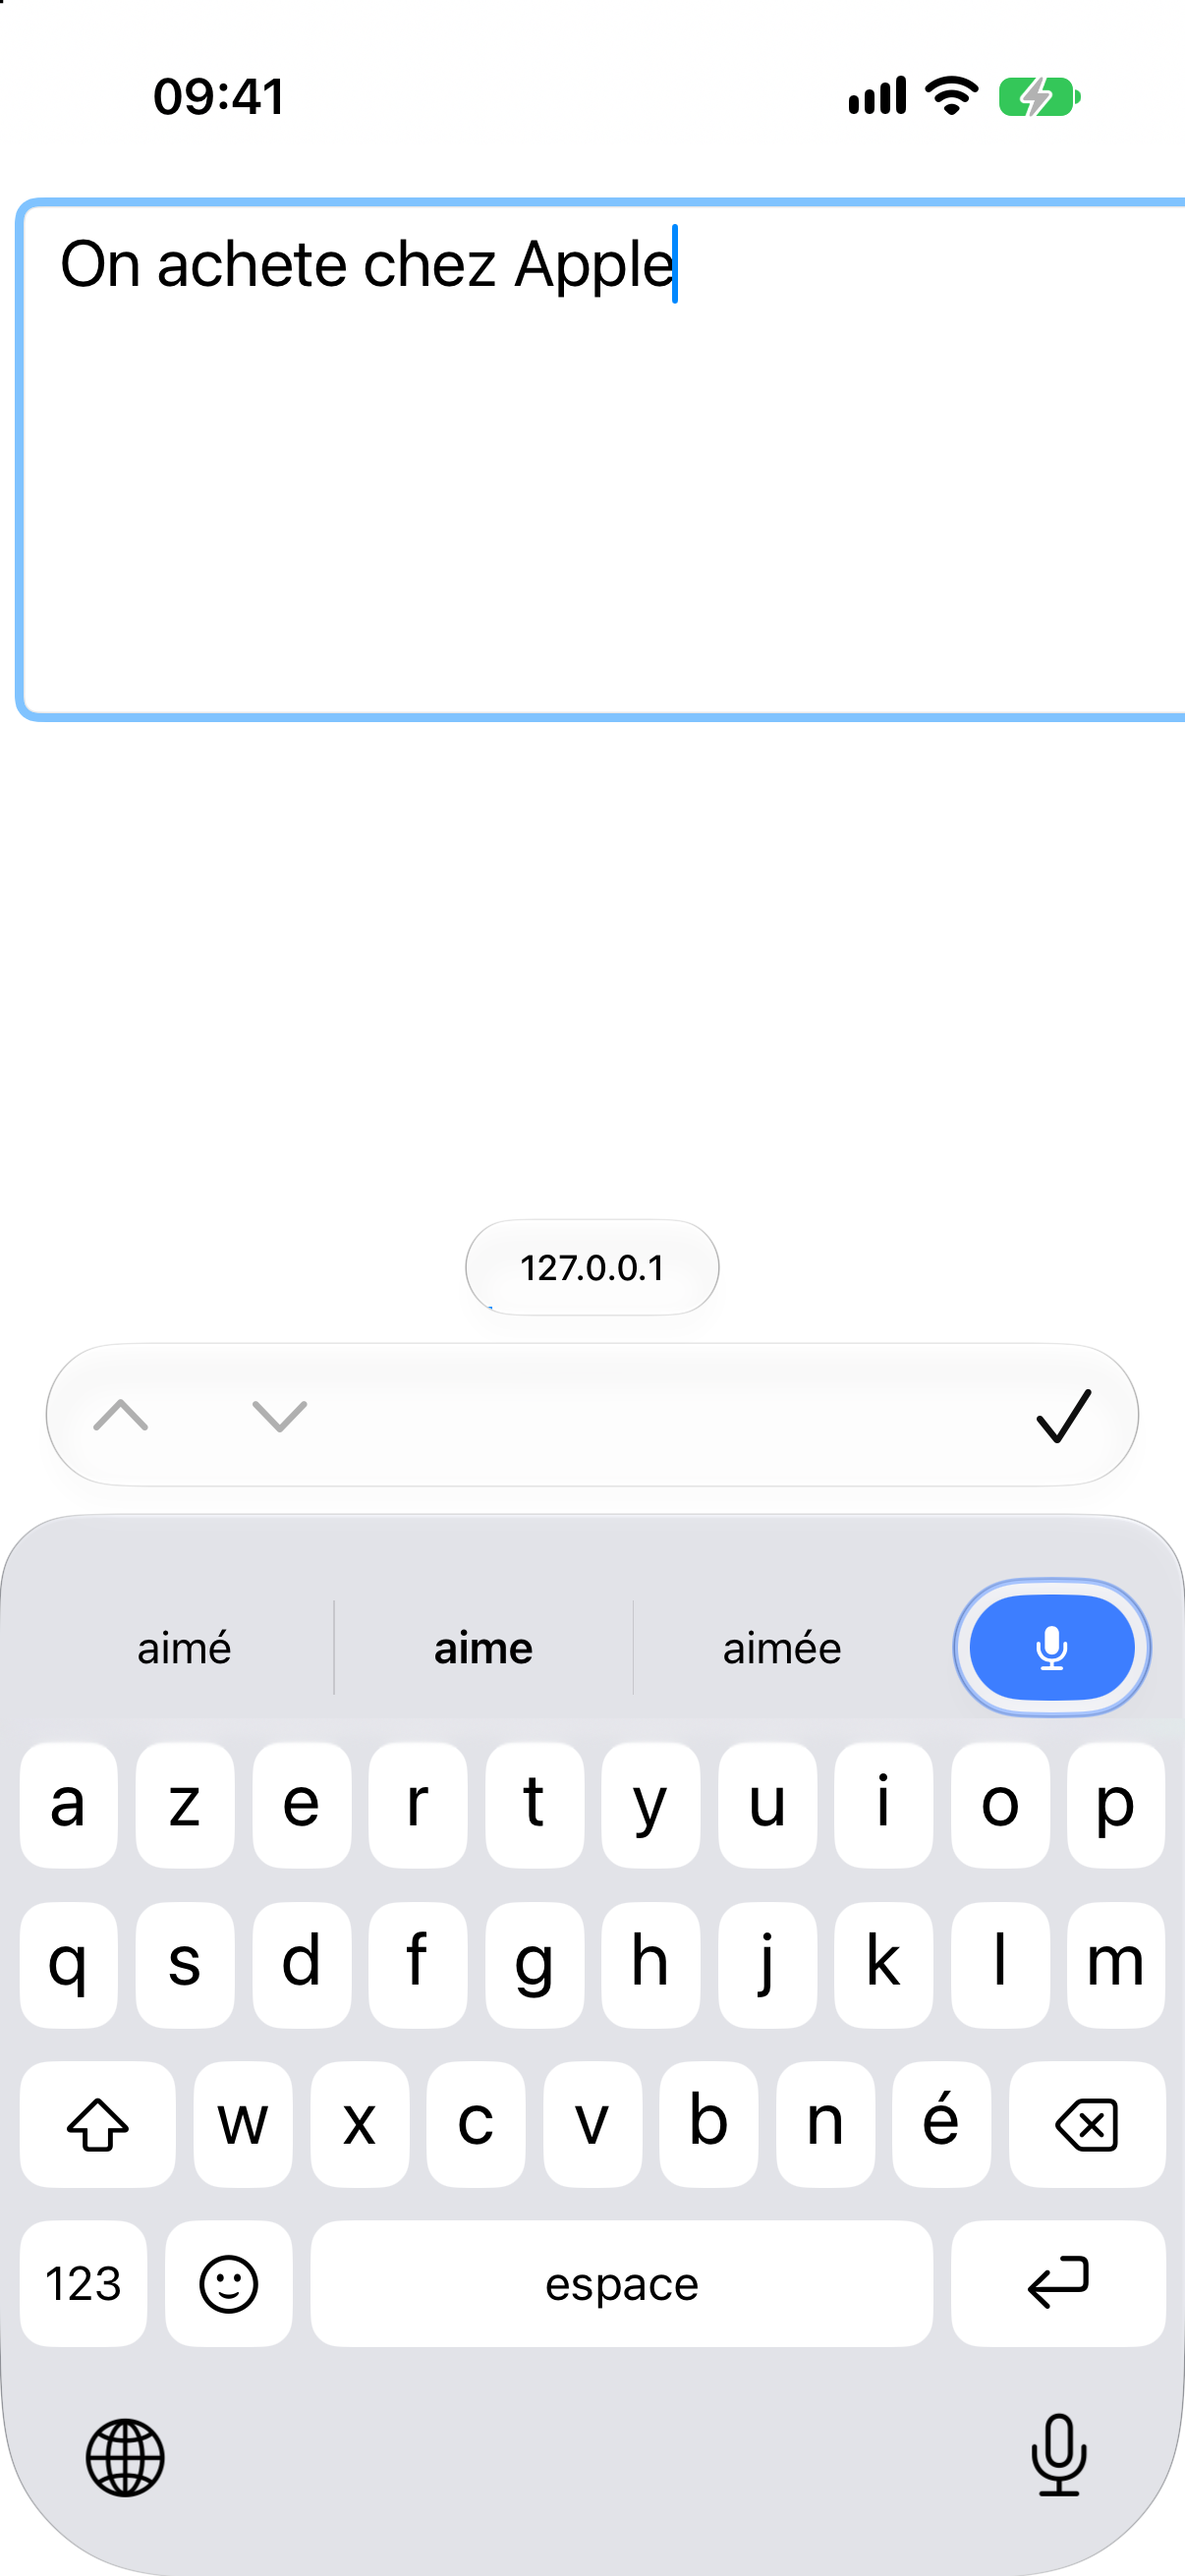 09:41
On achete chez Apple
127.0.0.1
aimé aime aimée
a z e r t y u i o p
q s d f g h j k l m
w x c v b n é
123 espace